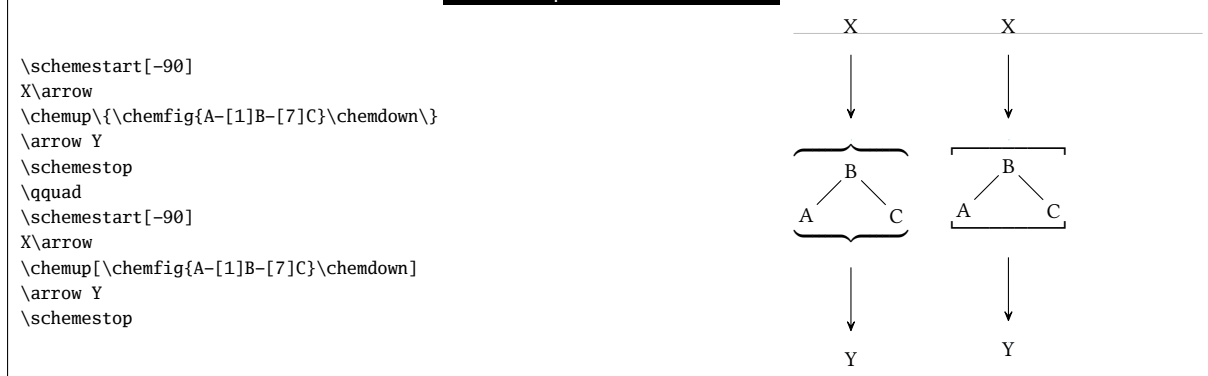 \schemestart[-90]
X\arrow
\chemup\{\chemfig{A-[1]B-[7]C}\chemdown\}
\arrow Y
\schemestop
\qquad
\schemestart[-90]
X\arrow
\chemup[\chemfig{A-[1]B-[7]C}\chemdown]
\arrow Y
\schemestop
X X
B B
A C A C
Y Y